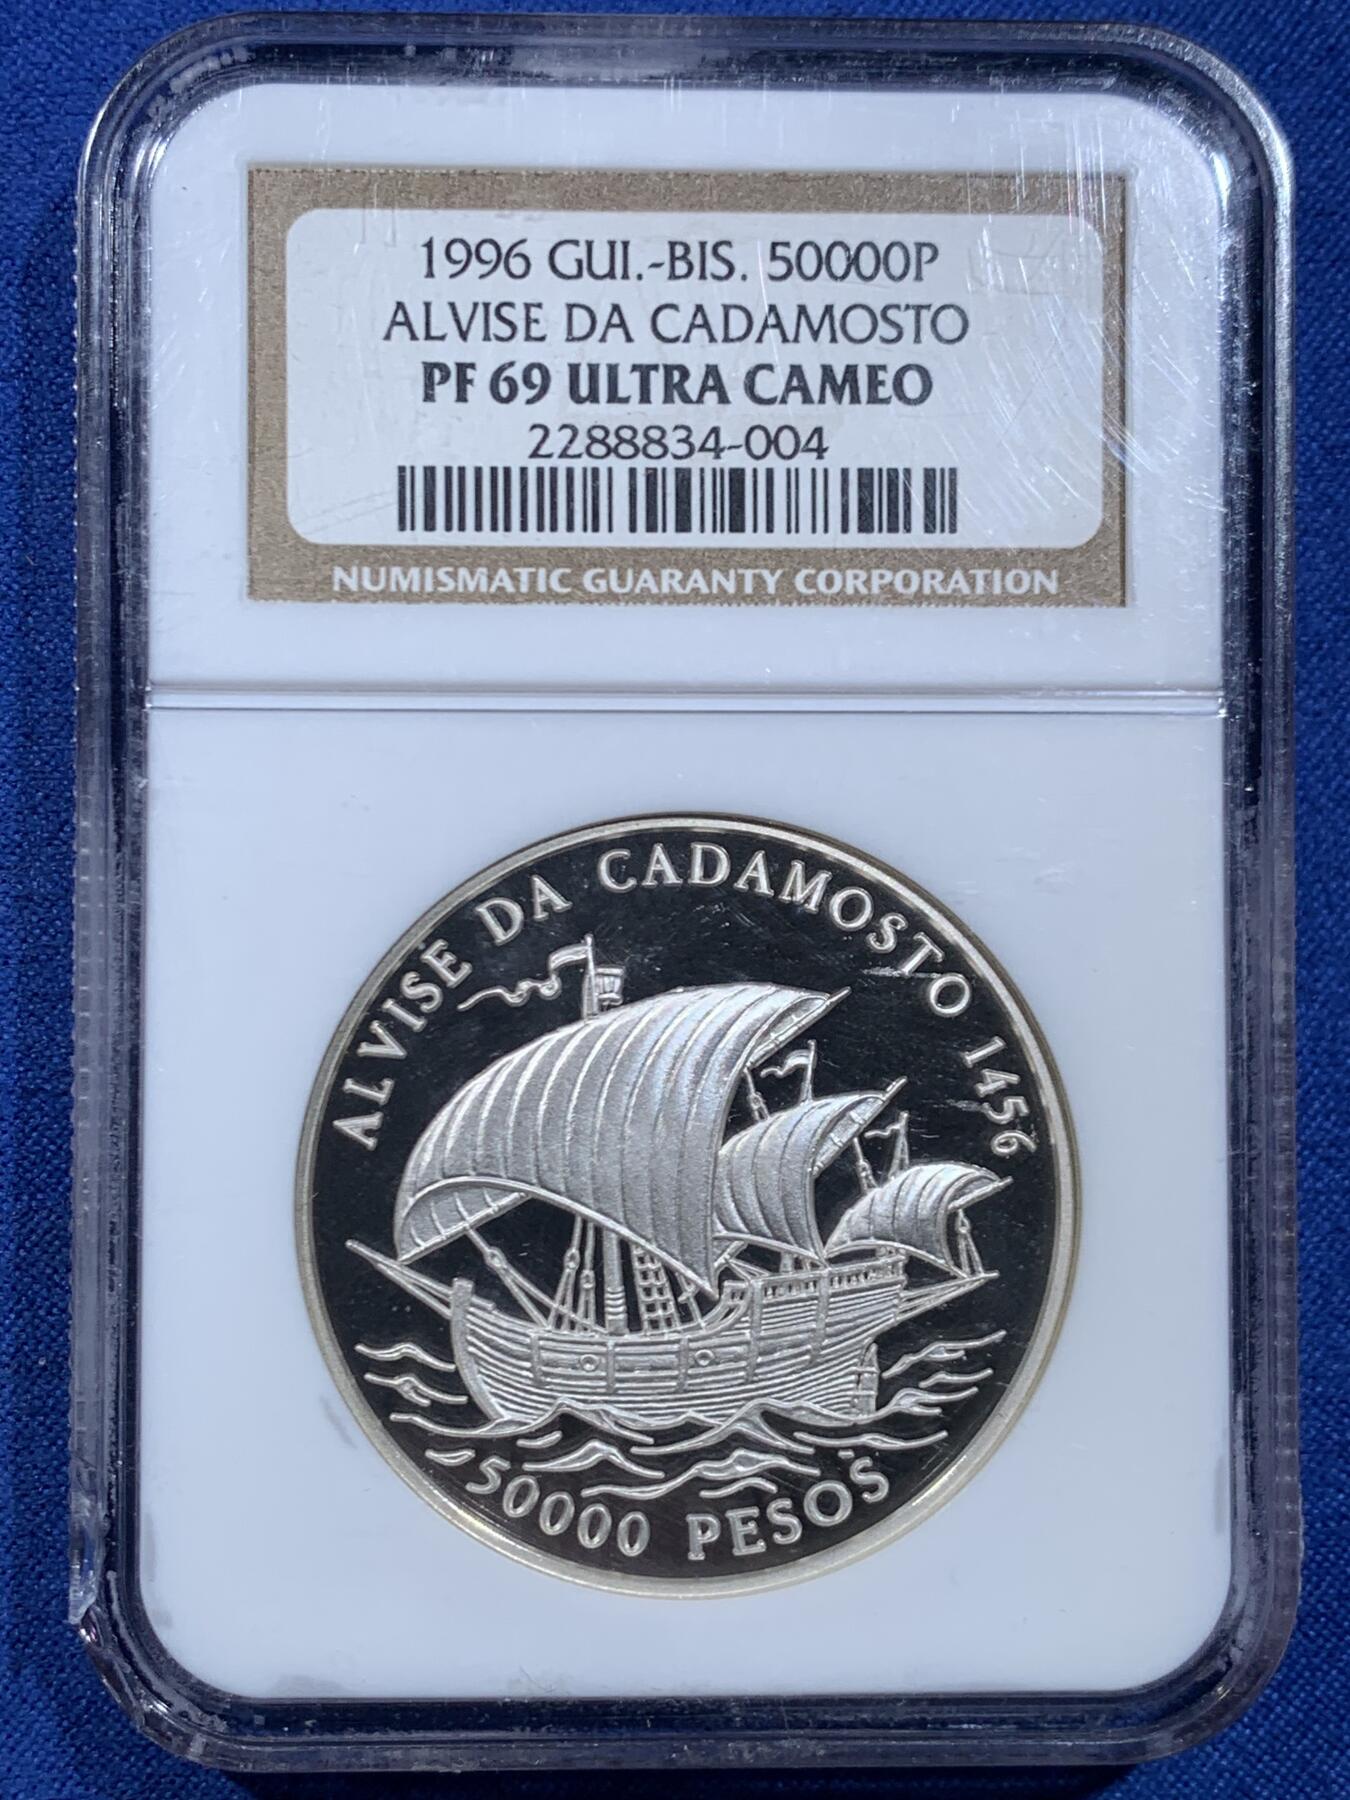 1996 GUI.-BIS. 50000P
ALVISE DA CADAMOSTO
PF 69 ULTRA CAMEO
2288834-004
NUMISMATIC GUARANTY CORPORATION
ALVISE DA CADAMOSTO 1456
50000 PESOS